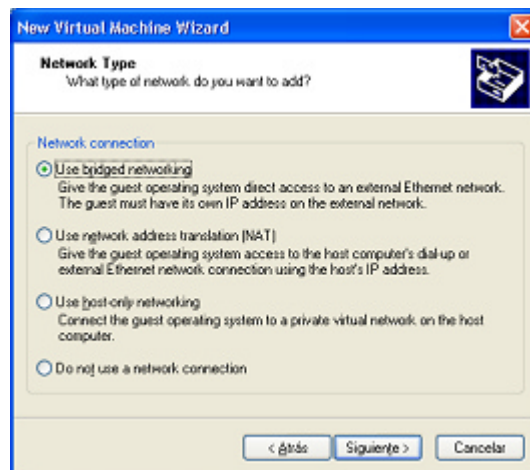 New Virtual Machine Wizard
Network Type
What type of network do you want to add?
Network connection
Use bridged networking
Give the guest operating system direct access to an external Ethernet network.
The guest must have its own IP address on the external network.
Use network address translation (NAT)
Give the guest operating system access to the host computer's dial-up or
external Ethernet network connection using the host's IP address.
Use host-only networking
Connect the guest operating system to a private virtual network on the host
computer.
Do not use a network connection
< Atrás Siguiente > Cancelar